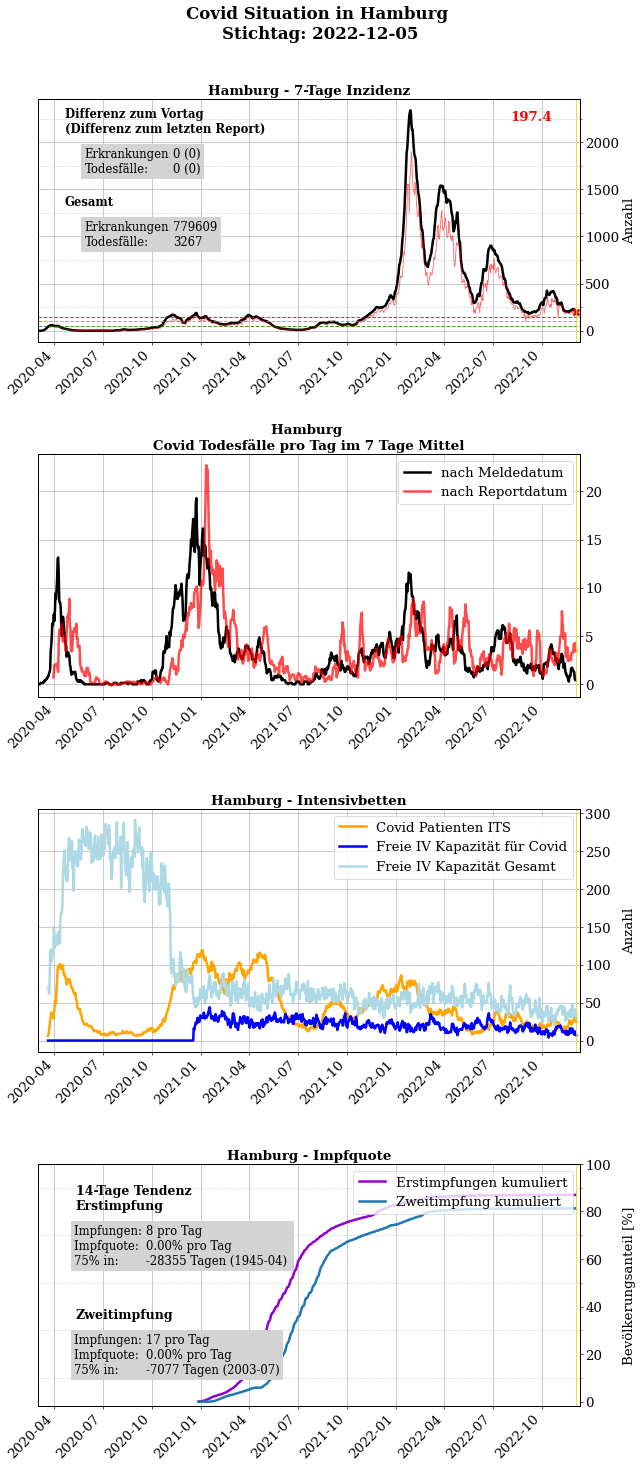 Covid Situation in Hamburg
Stichtag: 2022-12-05
Hamburg - 7-Tage Inzidenz
Differenz zum Vortag
(Differenz zum letzten Report)
Erkrankungen 0 (0)
Todesfälle: 0 (0)
Gesamt
Erkrankungen 779609
Todesfälle: 3267
197.4
2000
1500
1000
500
0
Anzahl
2020-04 2020-07 2020-10 2021-01 2021-04 2021-07 2021-10 2022-01 2022-04 2022-07 2022-10
Hamburg
Covid Todesfälle pro Tag im 7 Tage Mittel
nach Meldedatum
nach Reportdatum
20
15
10
5
0
2020-04 2020-07 2020-10 2021-01 2021-04 2021-07 2021-10 2022-01 2022-04 2022-07 2022-10
Hamburg - Intensivbetten
Covid Patienten ITS
Freie IV Kapazität für Covid
Freie IV Kapazität Gesamt
300
250
200
150
100
50
0
Anzahl
2020-04 2020-07 2020-10 2021-01 2021-04 2021-07 2021-10 2022-01 2022-04 2022-07 2022-10
Hamburg - Impfquote
14-Tage Tendenz
Erstimpfung
Impfungen: 8 pro Tag
Impfquote: 0.00% pro Tag
75% in: -28355 Tagen (1945-04)
Zweitimpfung
Impfungen: 17 pro Tag
Impfquote: 0.00% pro Tag
75% in: -7077 Tagen (2003-07)
Erstimpfungen kumuliert
Zweitimpfung kumuliert
100
80
60
40
20
0
Bevölkerungsanteil [%]
2020-04 2020-07 2020-10 2021-01 2021-04 2021-07 2021-10 2022-01 2022-04 2022-07 2022-10